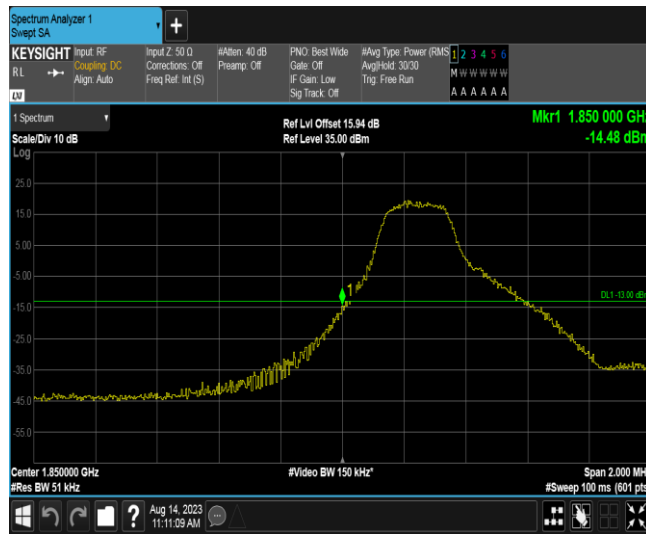 Spectrum Analyzer 1
Swept SA
+
KEYSIGHT
RL
LXI
Input: RF
Coupling: DC
Align: Auto
Input Z: 50 Ω
Corrections: Off
Freq Ref: Int (S)
#Atten: 40 dB
Preamp: Off
PNO: Best Wide
Gate: Off
IF Gain: Low
Sig Track: Off
#Avg Type: Power (RMS
Avg|Hold: 30/30
Trig: Free Run
1 2 3 4 5 6
M W W W W W
A A A A A A
1 Spectrum
Scale/Div 10 dB
Log
Ref Lvl Offset 15.94 dB
Ref Level 35.00 dBm
Mkr1 1.850 000 GHz
-14.48 dBm
25.0
15.0
5.00
-5.00
-15.0
-25.0
-35.0
-45.0
-55.0
1
DL1 -13.00 dBm
Center 1.850000 GHz
#Res BW 51 kHz
#Video BW 150 kHz*
Span 2.000 MH
#Sweep 100 ms (601 pts
?
Aug 14, 2023
11:11:09 AM